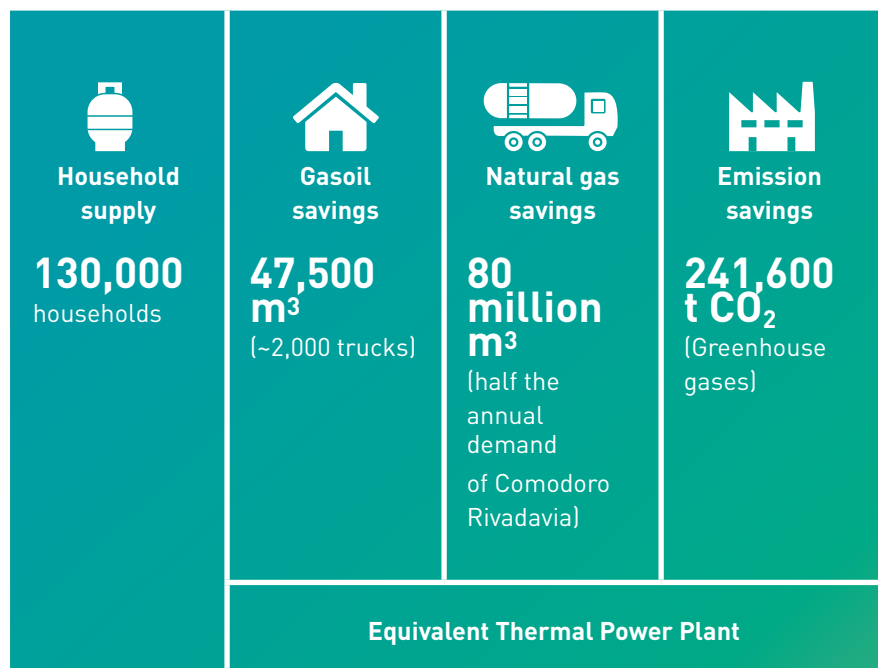 Household
supply
130,000
households
Gasoil
savings
47,500
m³
(~2,000 trucks)
Natural gas
savings
80
million
m³
(half the
annual
demand
of Comodoro
Rivadavia)
Emission
savings
241,600
t CO₂
(Greenhouse
gases)
Equivalent Thermal Power Plant